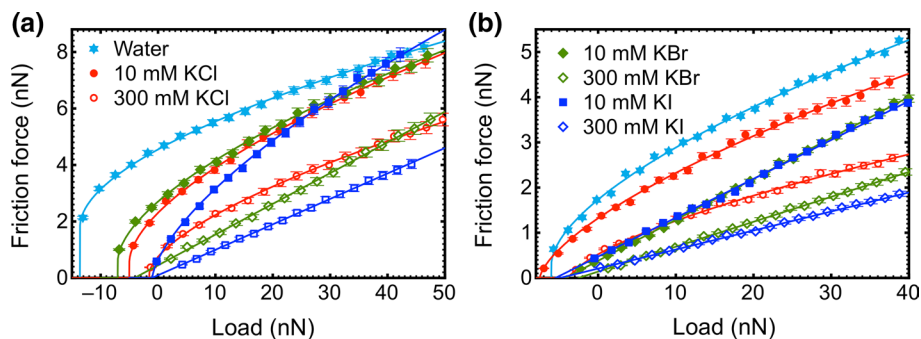 (a)
Friction force (nN)
8
6
4
2
0
Water
10 mM KCl
300 mM KCl
−10 0 10 20 30 40 50
Load (nN)
(b)
Friction force (nN)
5
4
3
2
1
0
10 mM KBr
300 mM KBr
10 mM KI
300 mM KI
0 10 20 30 40
Load (nN)